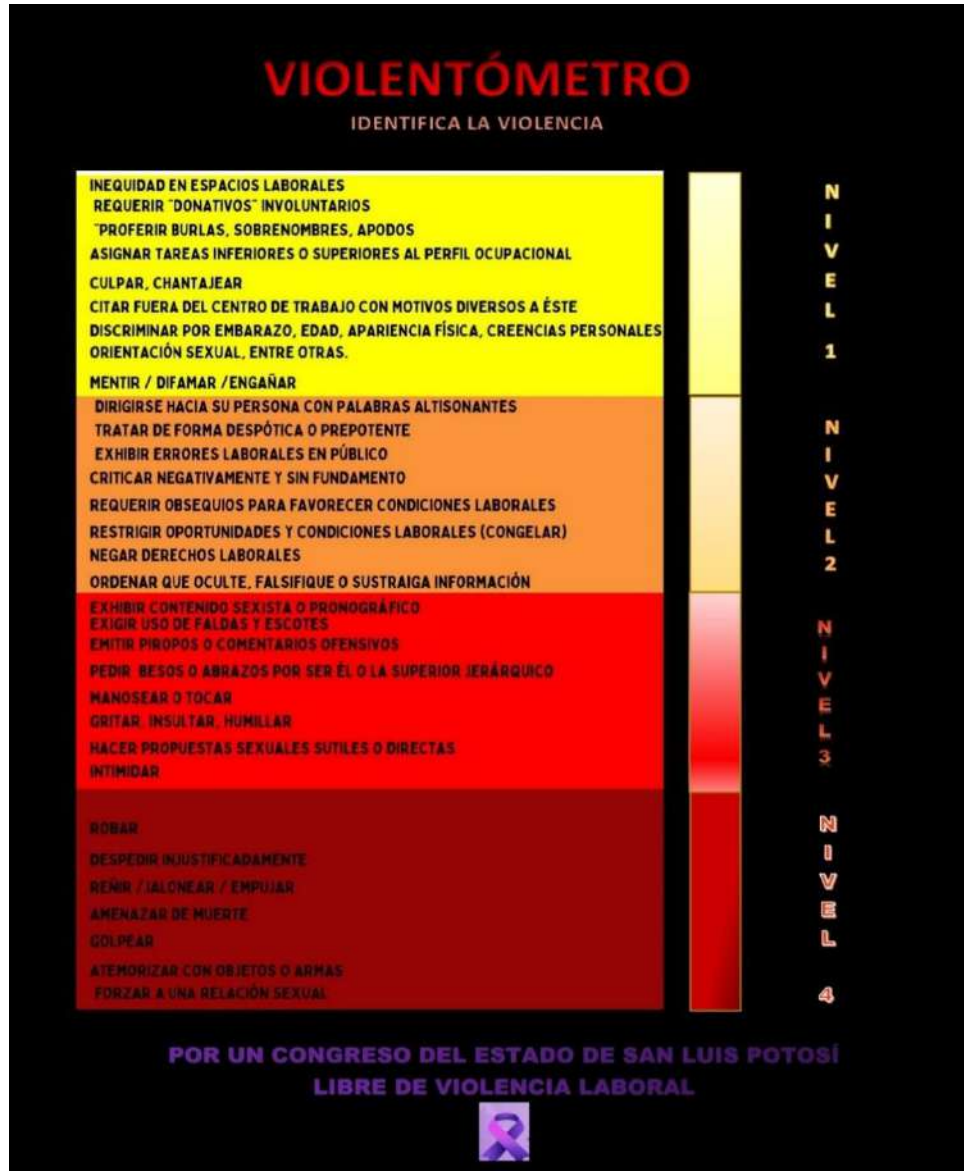 VIOLENTÓMETRO
IDENTIFICA LA VIOLENCIA
INEQUIDAD EN ESPACIOS LABORALES
REQUERIR "DONATIVOS" INVOLUNTARIOS
"PROFERIR BURLAS, SOBRENOMBRES, APODOS
ASIGNAR TAREAS INFERIORES O SUPERIORES AL PERFIL OCUPACIONAL
CULPAR, CHANTAJEAR
CITAR FUERA DEL CENTRO DE TRABAJO CON MOTIVOS DIVERSOS A ÉSTE
DISCRIMINAR POR EMBARAZO, EDAD, APARIENCIA FÍSICA, CREENCIAS PERSONALES
ORIENTACIÓN SEXUAL, ENTRE OTRAS.
MENTIR / DIFAMAR /ENGAÑAR
NIVEL 1
DIRIGIRSE HACIA SU PERSONA CON PALABRAS ALTISONANTES
TRATAR DE FORMA DESPÓTICA O PREPOTENTE
EXHIBIR ERRORES LABORALES EN PÚBLICO
CRITICAR NEGATIVAMENTE Y SIN FUNDAMENTO
REQUERIR OBSEQUIOS PARA FAVORECER CONDICIONES LABORALES
RESTRIGIR OPORTUNIDADES Y CONDICIONES LABORALES (CONGELAR)
NEGAR DERECHOS LABORALES
ORDENAR QUE OCULTE, FALSIFIQUE O SUSTRAIGA INFORMACIÓN
NIVEL 2
EXHIBIR CONTENIDO SEXISTA O PRONOGRÁFICO
EXIGIR USO DE FALDAS Y ESCOTES
EMITIR PIROPOS O COMENTARIOS OFENSIVOS
PEDIR BESOS O ABRAZOS POR SER ÉL O LA SUPERIOR JERÁRQUICO
MANOSEAR O TOCAR
GRITAR, INSULTAR, HUMILLAR
HACER PROPUESTAS SEXUALES SUTILES O DIRECTAS
INTIMIDAR
NIVEL 3
ROBAR
DESPEDIR INJUSTIFICADAMENTE
REÑIR / JALONEAR / EMPUJAR
AMENAZAR DE MUERTE
GOLPEAR
ATEMORIZAR CON OBJETOS O ARMAS
FORZAR A UNA RELACIÓN SEXUAL
NIVEL 4
POR UN CONGRESO DEL ESTADO DE SAN LUIS POTOSÍ
LIBRE DE VIOLENCIA LABORAL